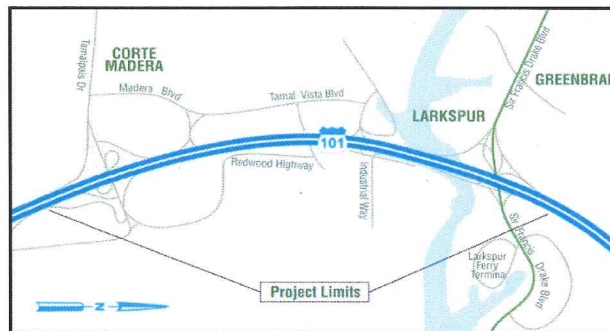 Tamalpais Dr
CORTE
MADERA
Madera Blvd
Tamal Vista Blvd
LARKSPUR
Sir Francis Drake Blvd
GREENBRAE
101
Redwood Highway
Industrial Way
Sir Francis
Drake Blvd
Larkspur
Ferry
Terminal
Project Limits
N